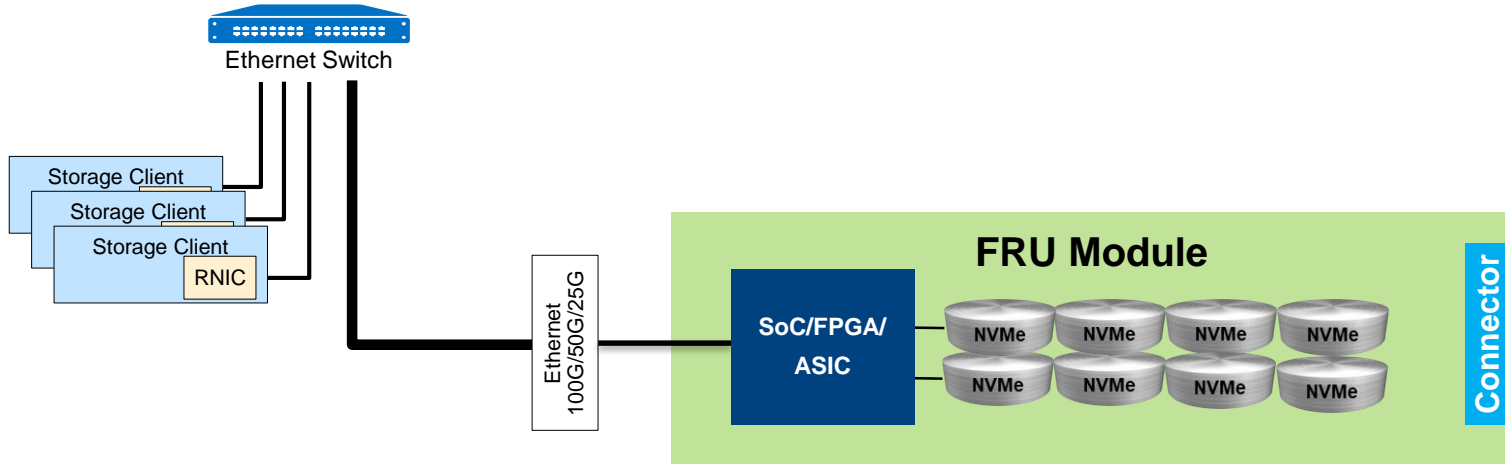 Ethernet Switch
Storage Client
Storage Client
Storage Client
RNIC
Ethernet
100G/50G/25G
FRU Module
SoC/FPGA/
ASIC
NVMe NVMe NVMe NVMe
NVMe NVMe NVMe NVMe
Connector